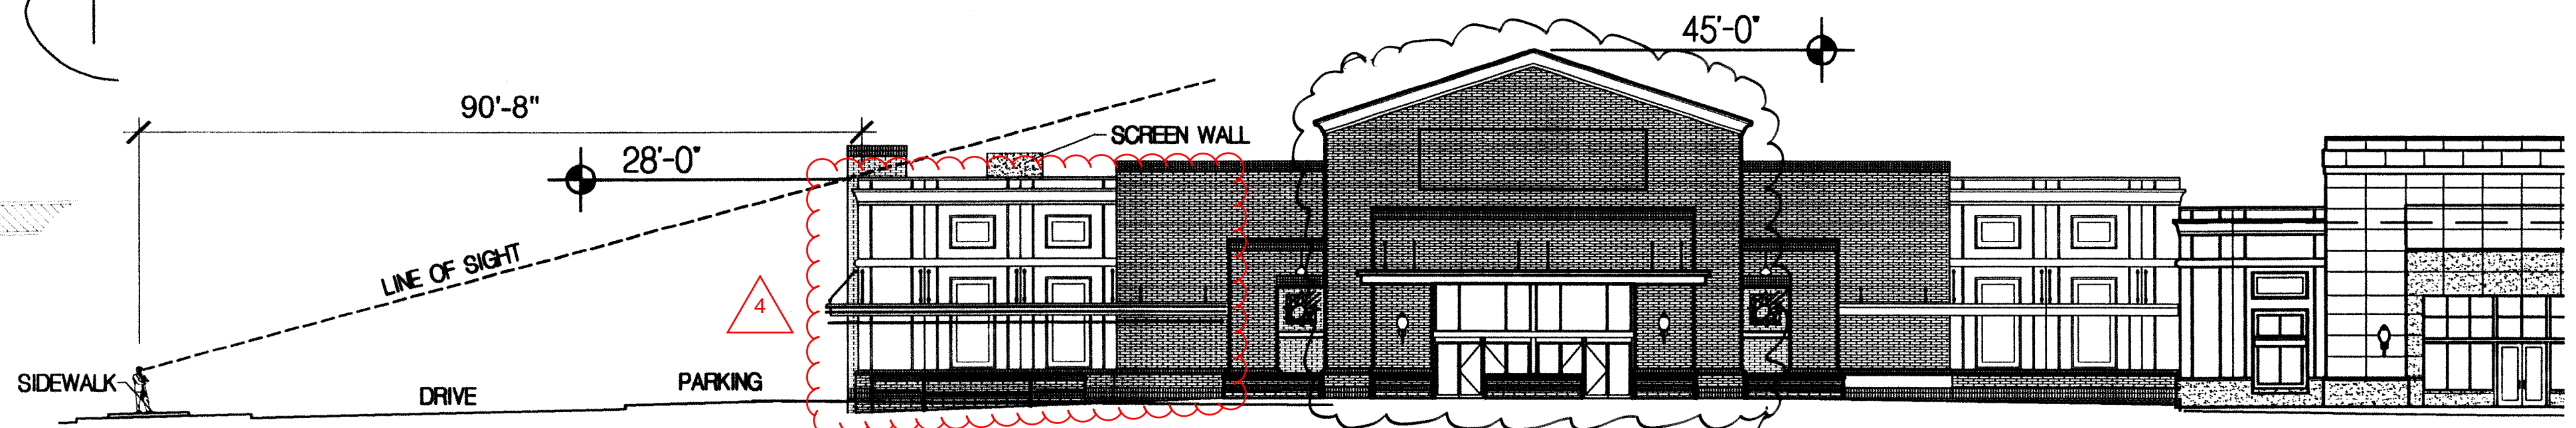 45'-0"
90'-8"
SCREEN WALL
28'-0"
LINE OF SIGHT
4
SIDEWALK
DRIVE
PARKING